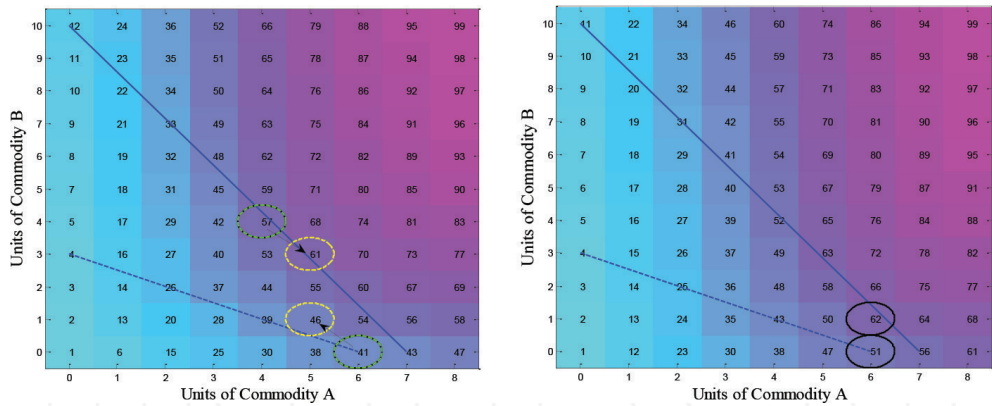 10 12 24 36 52 66 79 88 95 99
9 11 23 35 51 65 78 87 94 98
8 10 22 34 50 64 76 86 92 97
7 9 21 33 49 63 75 84 91 96
6 8 19 32 48 62 72 82 89 93
5 7 18 31 45 59 71 80 85 90
4 5 17 29 42 57 68 74 81 83
3 4 16 27 40 53 61 70 73 77
2 3 14 26 37 44 55 60 67 69
1 2 13 20 28 39 46 54 56 58
0 1 6 15 25 30 38 41 43 47
0 1 2 3 4 5 6 7 8
Units of Commodity A
Units of Commodity B
10 11 22 34 46 60 74 86 94 99
9 10 21 33 44 59 73 85 93 98
8 9 20 32 44 57 71 83 92 97
7 8 19 31 42 55 70 81 90 96
6 7 18 29 41 54 69 80 89 95
5 6 17 28 40 53 67 79 87 91
4 5 16 27 39 52 65 76 84 88
3 4 15 26 37 49 63 72 78 82
2 3 14 25 36 48 58 66 75 77
1 2 13 24 35 43 50 62 64 68
0 1 12 23 30 38 47 51 56 61
0 1 2 3 4 5 6 7 8
Units of Commodity A
Units of Commodity B